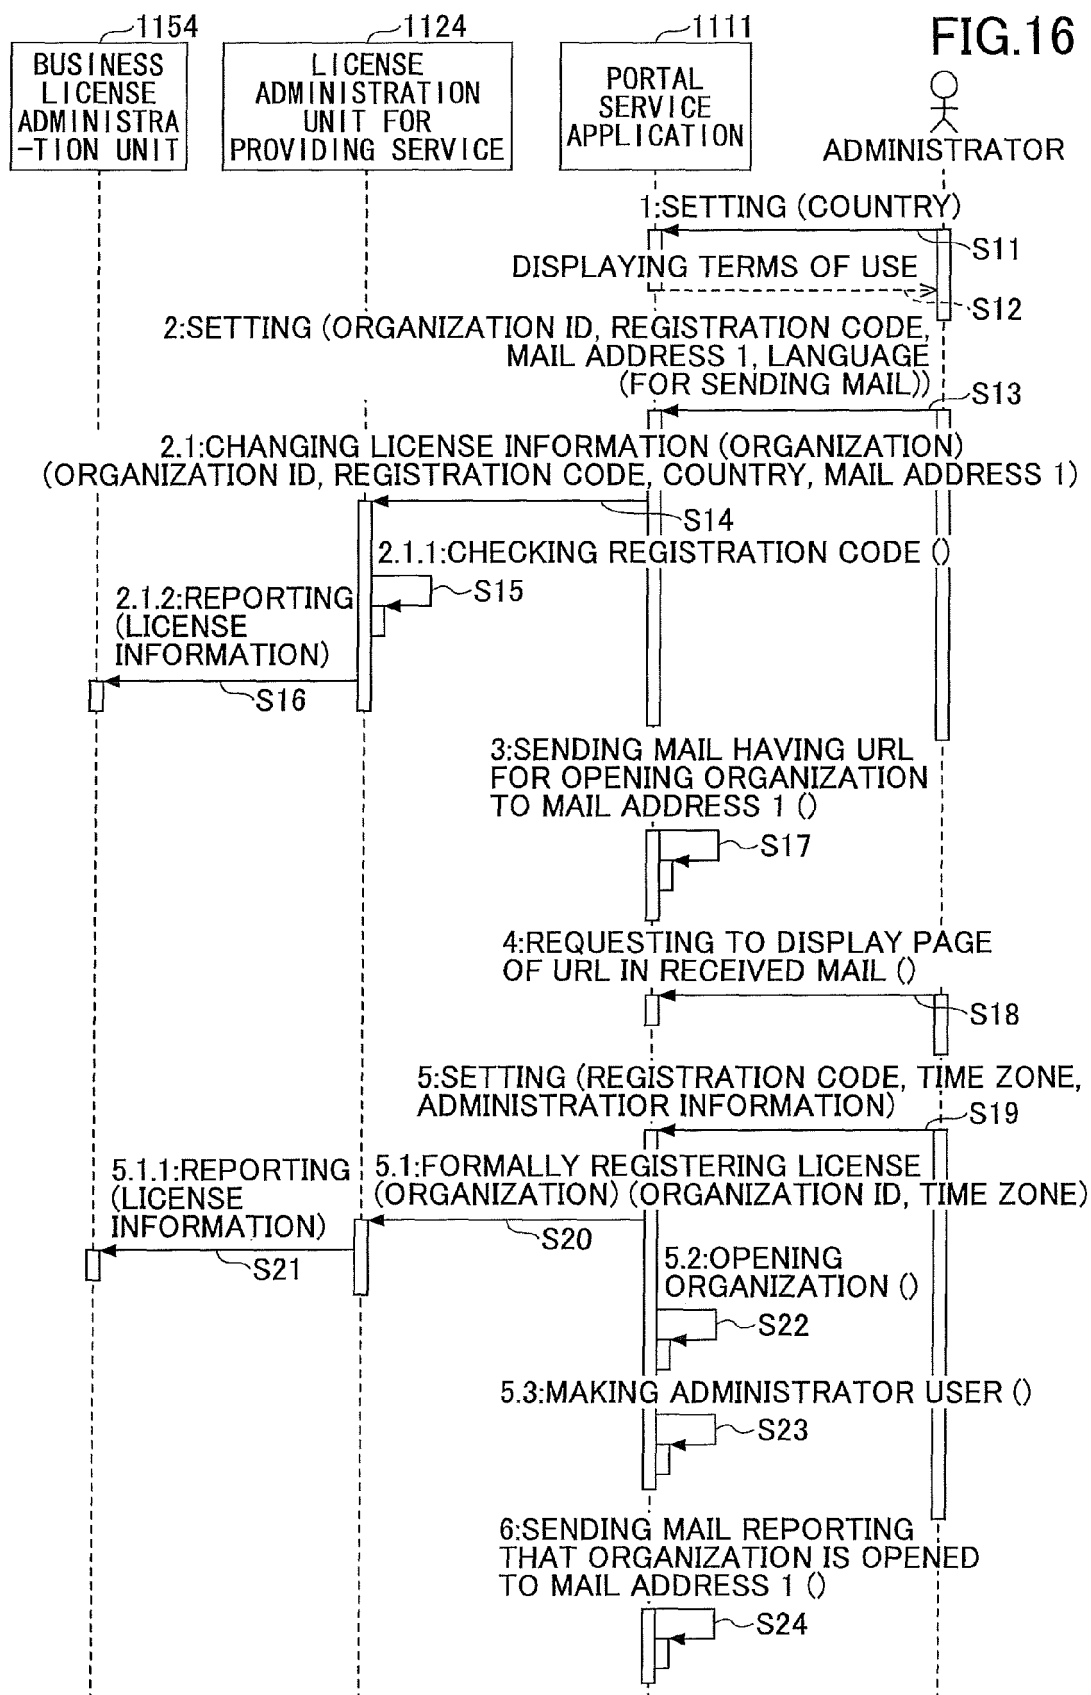 FIG.16
1154
1124
1111
BUSINESS
LICENSE
ADMINISTRA
-TION UNIT
LICENSE
ADMINISTRATION
UNIT FOR
PROVIDING SERVICE
PORTAL
SERVICE
APPLICATION
ADMINISTRATOR
1:SETTING (COUNTRY)
S11
DISPLAYING TERMS OF USE
S12
2:SETTING (ORGANIZATION ID, REGISTRATION CODE,
MAIL ADDRESS 1, LANGUAGE
(FOR SENDING MAIL))
S13
2.1:CHANGING LICENSE INFORMATION (ORGANIZATION)
(ORGANIZATION ID, REGISTRATION CODE, COUNTRY, MAIL ADDRESS 1)
S14
2.1.1:CHECKING REGISTRATION CODE ()
S15
2.1.2:REPORTING
(LICENSE
INFORMATION)
S16
3:SENDING MAIL HAVING URL
FOR OPENING ORGANIZATION
TO MAIL ADDRESS 1 ()
S17
4:REQUESTING TO DISPLAY PAGE
OF URL IN RECEIVED MAIL ()
S18
5:SETTING (REGISTRATION CODE, TIME ZONE,
ADMINISTRATIOR INFORMATION)
S19
5.1:FORMALLY REGISTERING LICENSE
(ORGANIZATION) (ORGANIZATION ID, TIME ZONE)
S20
5.1.1:REPORTING
(LICENSE
INFORMATION)
S21
5.2:OPENING
ORGANIZATION ()
S22
5.3:MAKING ADMINISTRATOR USER ()
S23
6:SENDING MAIL REPORTING
THAT ORGANIZATION IS OPENED
TO MAIL ADDRESS 1 ()
S24